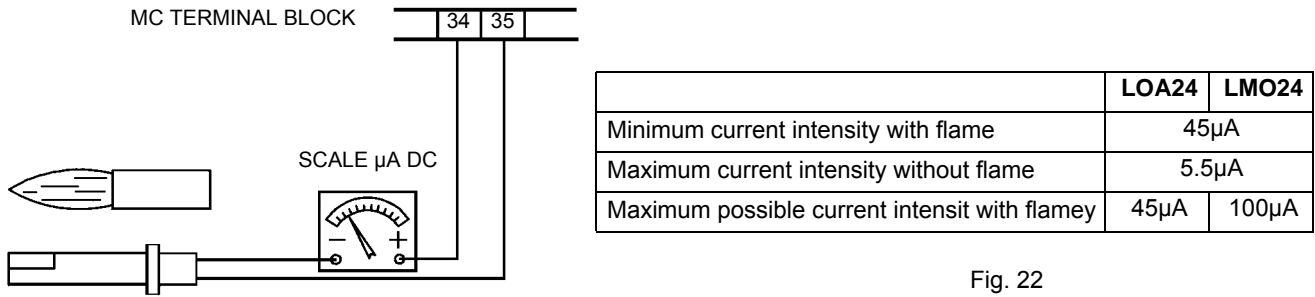 MC TERMINAL BLOCK
34 35
SCALE µA DC
- +
LOA24 LMO24
Minimum current intensity with flame 45µA
Maximum current intensity without flame 5.5µA
Maximum possible current intensit with flamey 45µA 100µA
Fig. 22